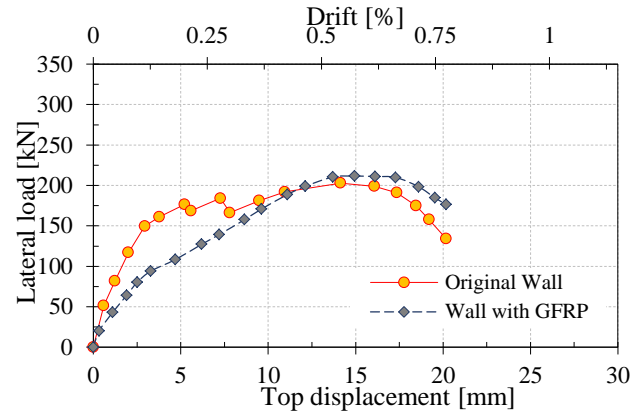 Drift [%]
0 0.25 0.5 0.75 1
350
300
250
200
150
100
50
0
Lateral load [kN]
Original Wall
Wall with GFRP
0 5 10 15 20 25 30
Top displacement [mm]